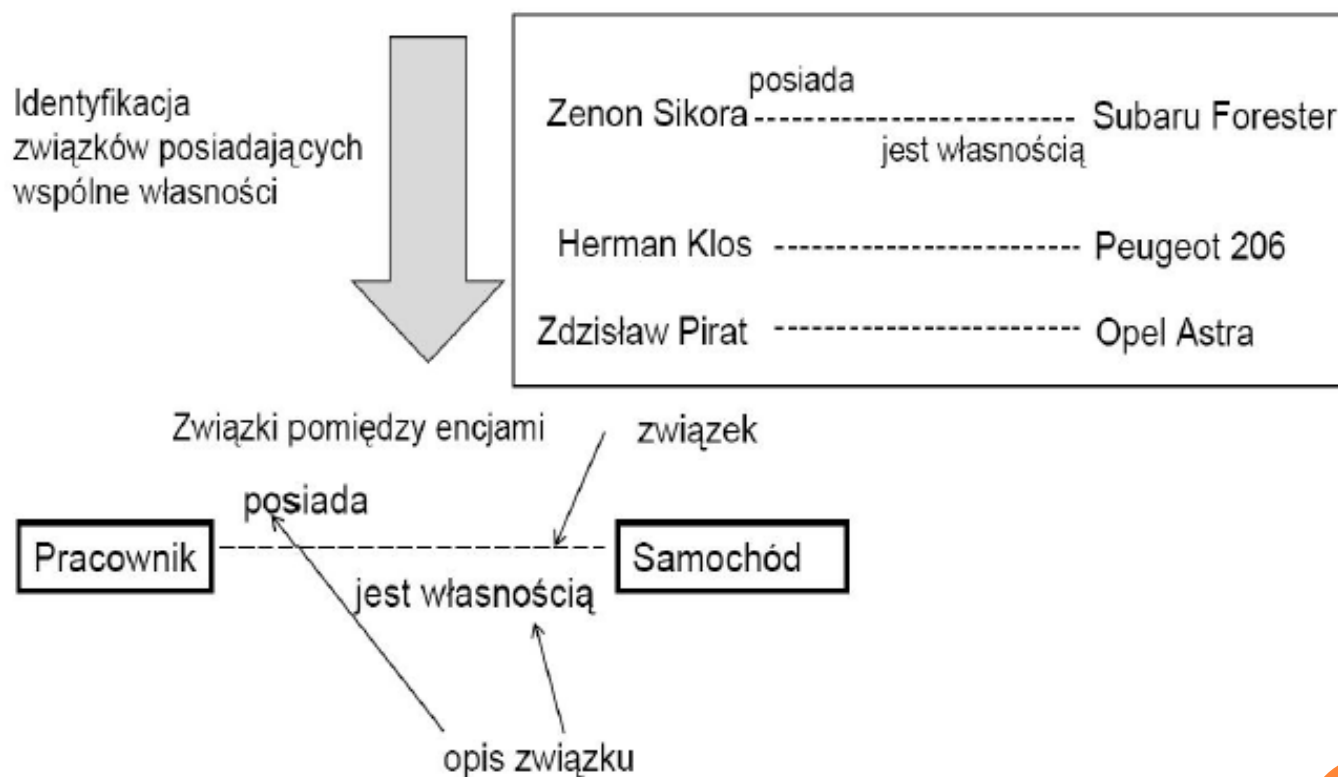 Identyfikacja
związków posiadających
wspólne własności
posiada
Zenon Sikora Subaru Forester
jest własnością
Herman Klos Peugeot 206
Zdzisław Pirat Opel Astra
Związki pomiędzy encjami związek
posiada
Pracownik Samochód
jest własnością
opis związku